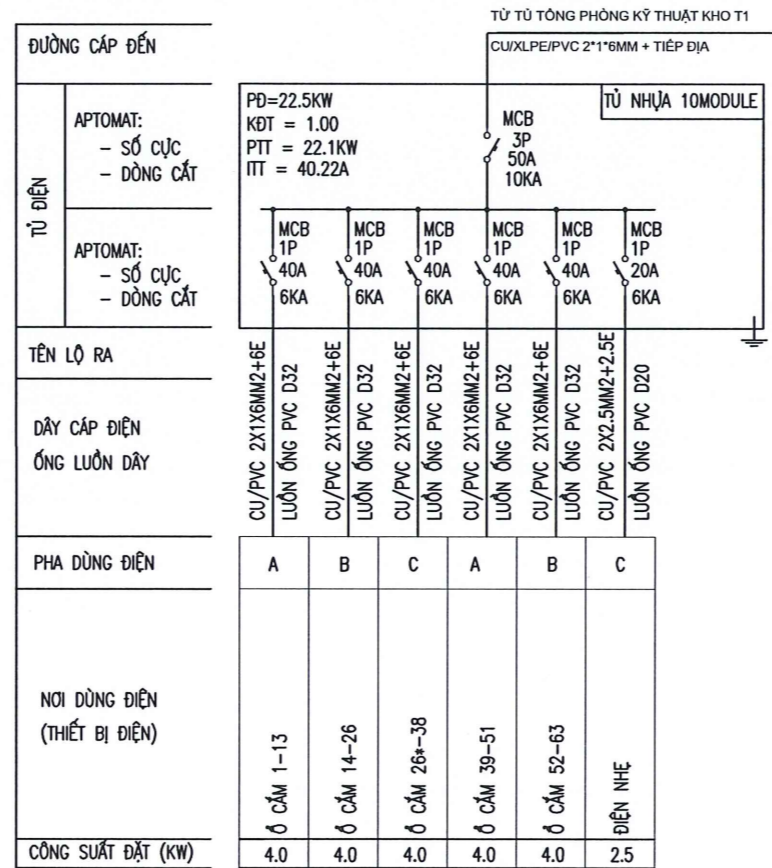 TỪ TỦ TỔNG PHÒNG KỸ THUẬT KHO T1
CU/XLPE/PVC 2*1*6MM + TIẾP ĐỊA
ĐƯỜNG CÁP ĐẾN
TỦ ĐIỆN
APTOMAT:
– SỐ CỰC
– DÒNG CẮT
PĐ=22.5KW
KĐT = 1.00
PTT = 22.1KW
ITT = 40.22A
MCB
3P
50A
10KA
TỦ NHỰA 10MODULE
APTOMAT:
– SỐ CỰC
– DÒNG CẮT
MCB
1P
40A
6KA
MCB
1P
40A
6KA
MCB
1P
40A
6KA
MCB
1P
40A
6KA
MCB
1P
40A
6KA
MCB
1P
20A
6KA
TÊN LỘ RA
DÂY CÁP ĐIỆN
ỐNG LUỒN DÂY
CU/PVC 2X1X6MM2+6E
LUỒN ỐNG PVC D32
CU/PVC 2X1X6MM2+6E
LUỒN ỐNG PVC D32
CU/PVC 2X1X6MM2+6E
LUỒN ỐNG PVC D32
CU/PVC 2X1X6MM2+6E
LUỒN ỐNG PVC D32
CU/PVC 2X1X6MM2+6E
LUỒN ỐNG PVC D32
CU/PVC 2X2.5MM2+2.5E
LUỒN ỐNG PVC D20
PHA DÙNG ĐIỆN
A B C A B C
NƠI DÙNG ĐIỆN
(THIẾT BỊ ĐIỆN)
Ổ CẮM 1–13
Ổ CẮM 14–26
Ổ CẮM 26*–38
Ổ CẮM 39–51
Ổ CẮM 52–63
ĐIỆN NHẸ
CÔNG SUẤT ĐẶT (KW) 4.0 4.0 4.0 4.0 4.0 2.5